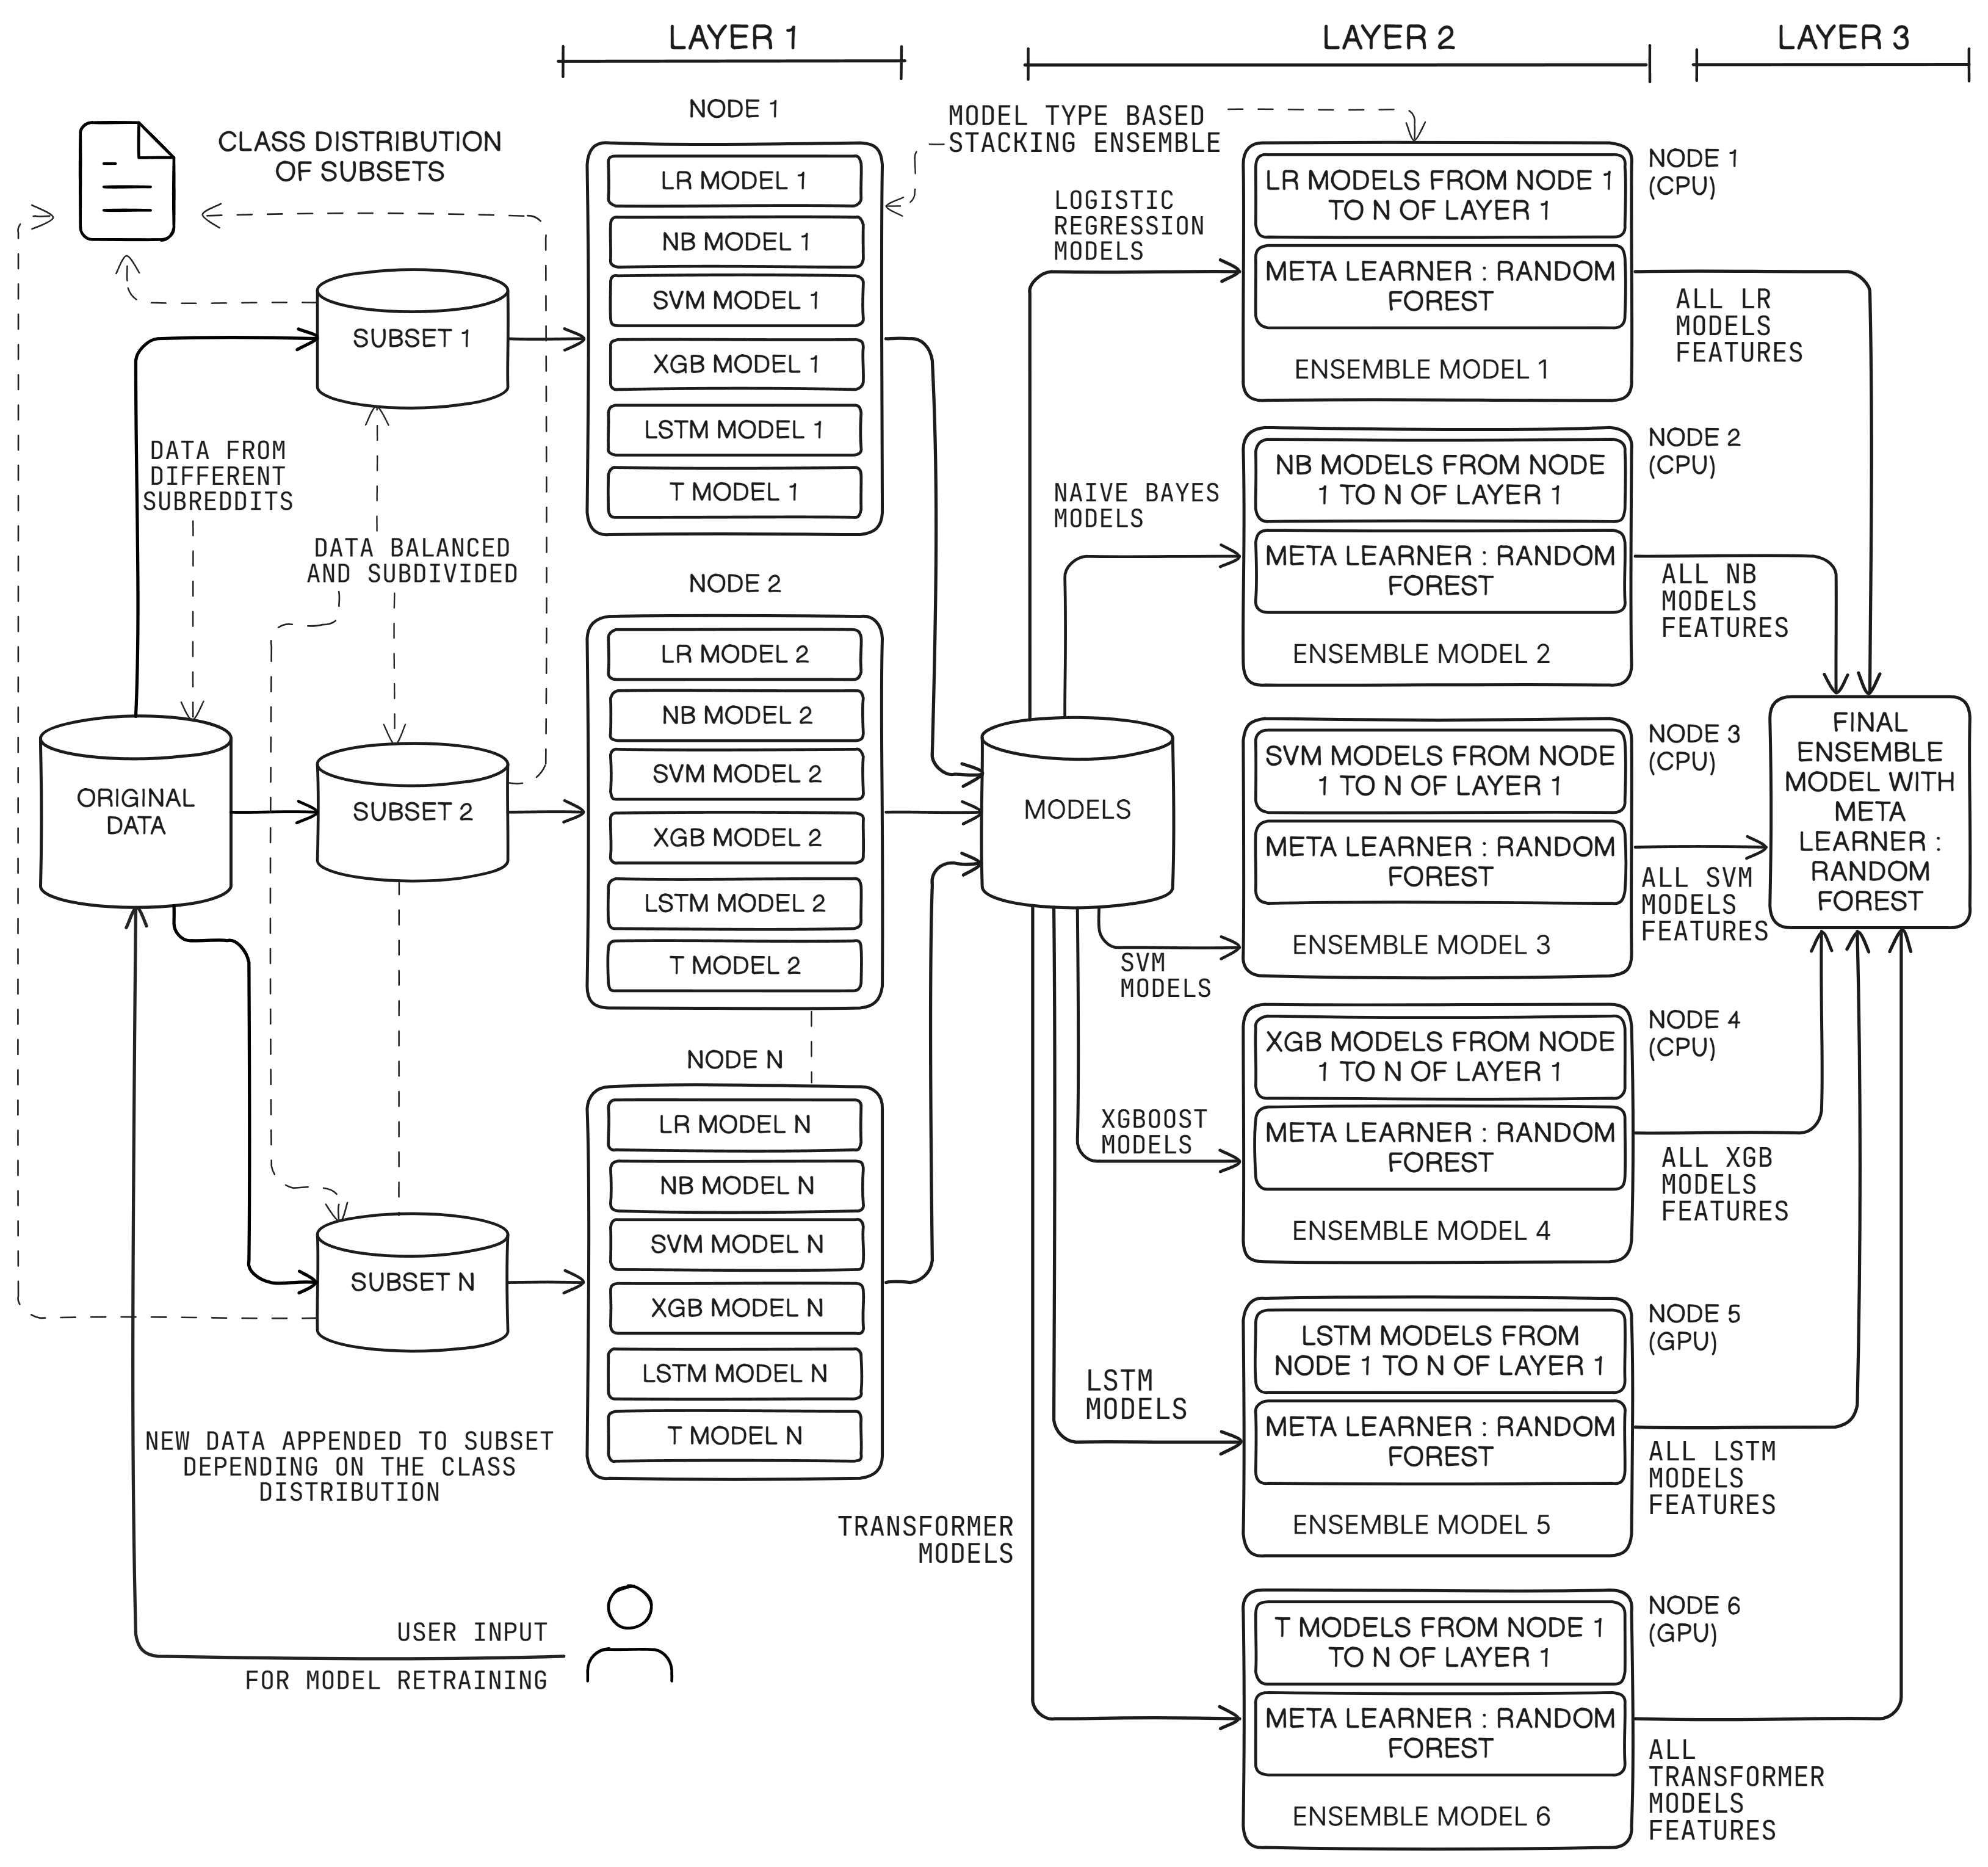 LAYER 1
LAYER 2
LAYER 3
CLASS DISTRIBUTION
OF SUBSETS
SUBSET 1
DATA FROM
DIFFERENT
SUBREDDITS
DATA BALANCED
AND SUBDIVIDED
ORIGINAL
DATA
SUBSET 2
SUBSET N
NEW DATA APPENDED TO SUBSET
DEPENDING ON THE CLASS
DISTRIBUTION
USER INPUT
FOR MODEL RETRAINING
NODE 1
LR MODEL 1
NB MODEL 1
SVM MODEL 1
XGB MODEL 1
LSTM MODEL 1
T MODEL 1
NODE 2
LR MODEL 2
NB MODEL 2
SVM MODEL 2
XGB MODEL 2
LSTM MODEL 2
T MODEL 2
NODE N
LR MODEL N
NB MODEL N
SVM MODEL N
XGB MODEL N
LSTM MODEL N
T MODEL N
MODEL TYPE BASED
STACKING ENSEMBLE
MODELS
LOGISTIC
REGRESSION
MODELS
NAIVE BAYES
MODELS
SVM
MODELS
XGBOOST
MODELS
LSTM
MODELS
TRANSFORMER
MODELS
LR MODELS FROM NODE 1
TO N OF LAYER 1
META LEARNER : RANDOM
FOREST
ENSEMBLE MODEL 1
NODE 1
(CPU)
ALL LR
MODELS
FEATURES
NB MODELS FROM NODE
1 TO N OF LAYER 1
META LEARNER : RANDOM
FOREST
ENSEMBLE MODEL 2
NODE 2
(CPU)
ALL NB
MODELS
FEATURES
SVM MODELS FROM NODE
1 TO N OF LAYER 1
META LEARNER : RANDOM
FOREST
ENSEMBLE MODEL 3
NODE 3
(CPU)
ALL SVM
MODELS
FEATURES
XGB MODELS FROM NODE
1 TO N OF LAYER 1
META LEARNER : RANDOM
FOREST
ENSEMBLE MODEL 4
NODE 4
(CPU)
ALL XGB
MODELS
FEATURES
LSTM MODELS FROM
NODE 1 TO N OF LAYER 1
META LEARNER : RANDOM
FOREST
ENSEMBLE MODEL 5
NODE 5
(GPU)
ALL LSTM
MODELS
FEATURES
T MODELS FROM NODE 1
TO N OF LAYER 1
META LEARNER : RANDOM
FOREST
ENSEMBLE MODEL 6
NODE 6
(GPU)
ALL
TRANSFORMER
MODELS
FEATURES
FINAL
ENSEMBLE
MODEL WITH
META
LEARNER :
RANDOM
FOREST